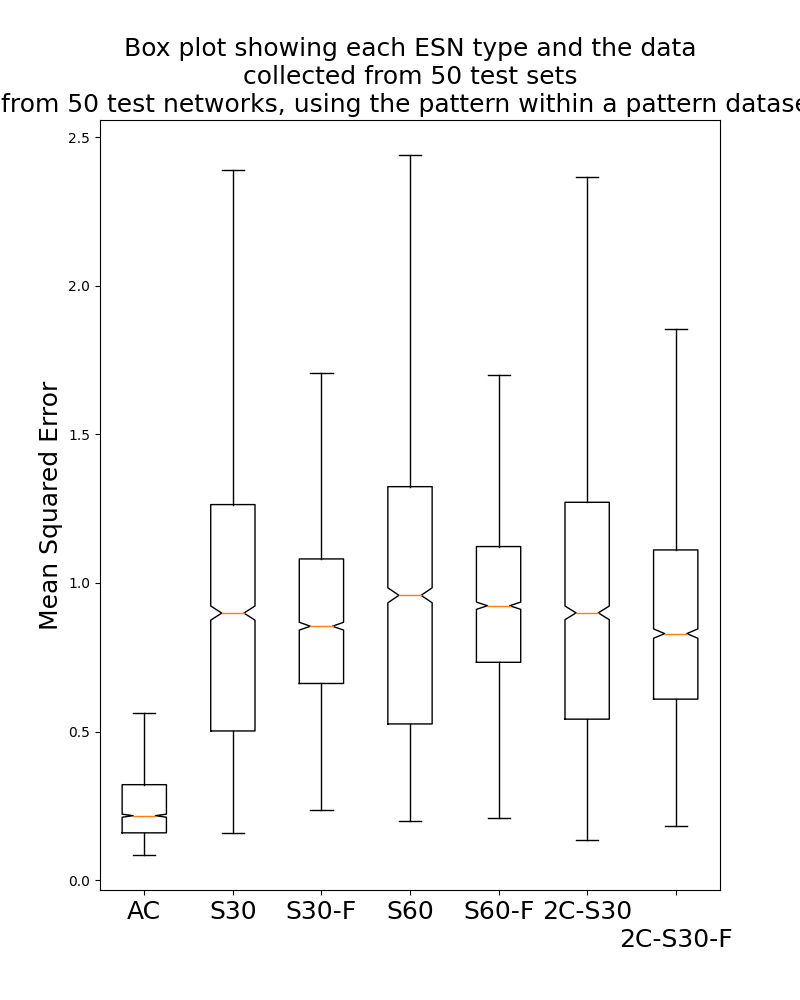 Box plot showing each ESN type and the data
collected from 50 test sets
from 50 test networks, using the pattern within a pattern datase
2.5
2.0
1.5
1.0
0.5
0.0
Mean Squared Error
AC S30 S30-F S60 S60-F 2C-S30
2C-S30-F